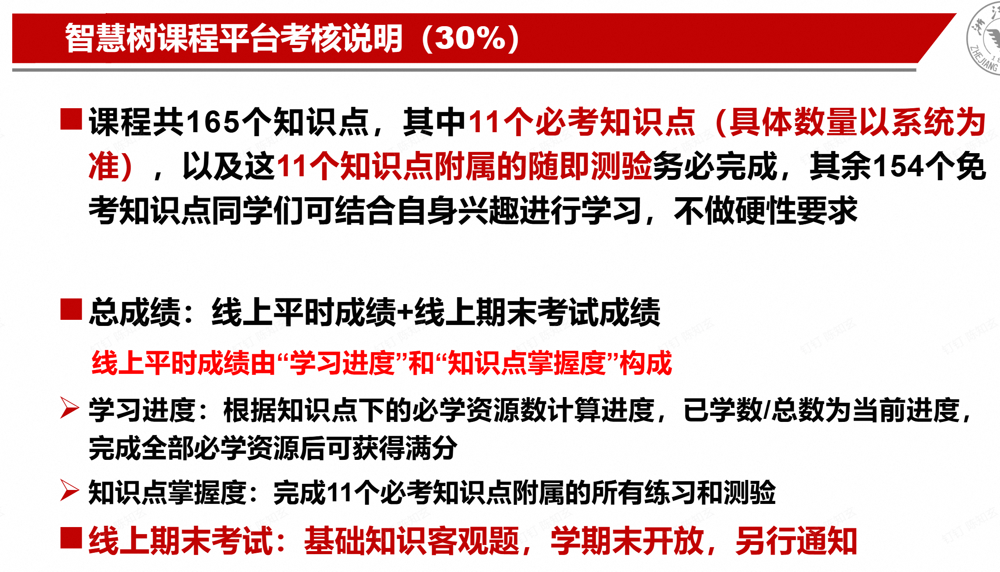 智慧树课程平台考核说明（30%）
浙 江
ZHEJIANG
课程共165个知识点，其中11个必考知识点（具体数量以系统为
准），以及这11个知识点附属的随即测验务必完成，其余154个免
考知识点同学们可结合自身兴趣进行学习，不做硬性要求
总成绩：线上平时成绩+线上期末考试成绩
线上平时成绩由“学习进度”和“知识点掌握度”构成
学习进度：根据知识点下的必学资源数计算进度，已学数/总数为当前进度，
完成全部必学资源后可获得满分
知识点掌握度：完成11个必考知识点附属的所有练习和测验
线上期末考试：基础知识客观题，学期末开放，另行通知
钉钉 陈知玄